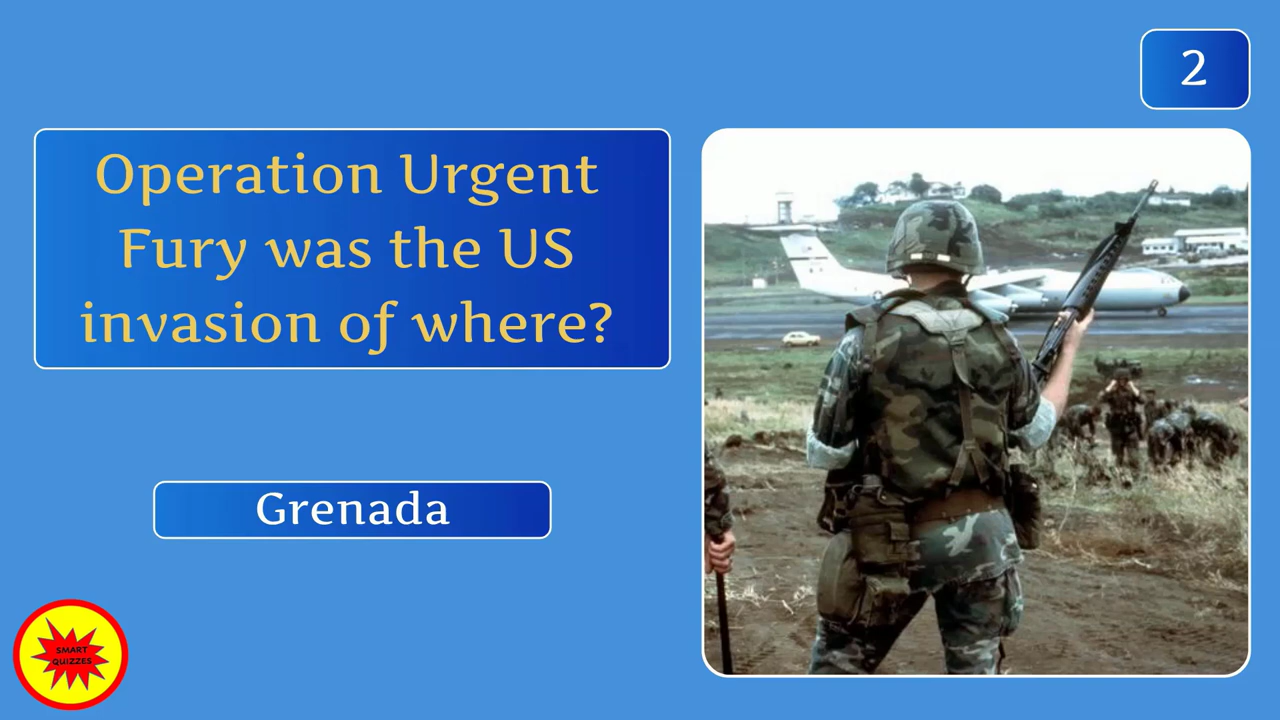 2
Operation Urgent
Fury was the US
invasion of where?
Grenada
SMART
QUIZZES